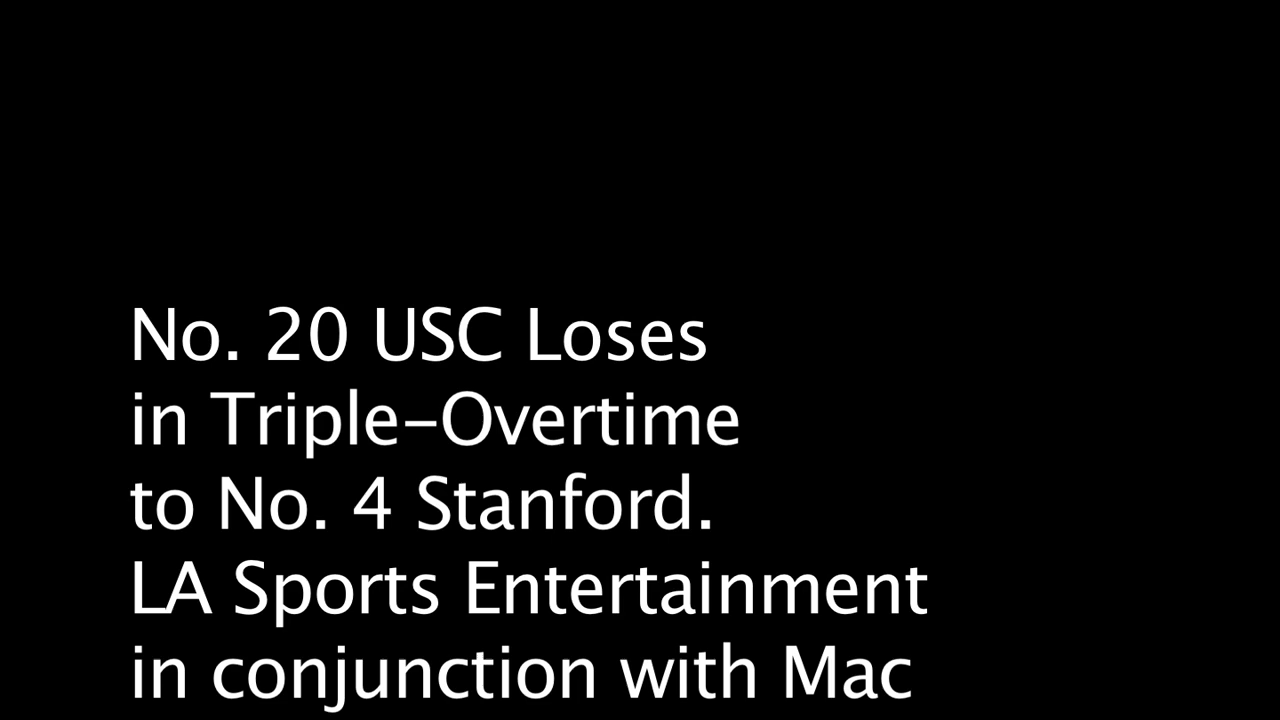 No. 20 USC Loses
in Triple-Overtime
to No. 4 Stanford.
LA Sports Entertainment
in conjunction with Mac